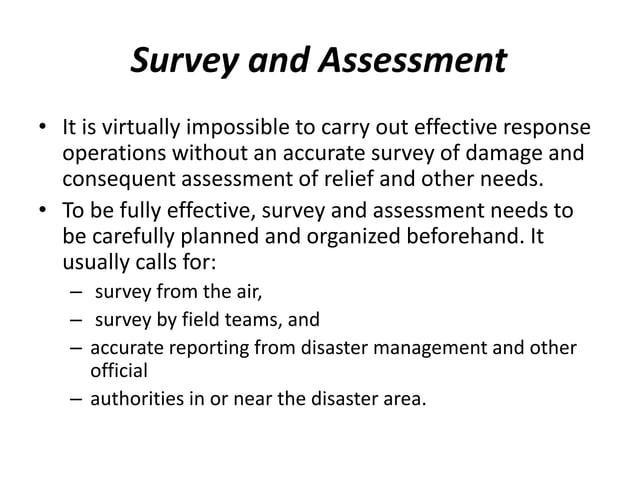 Survey and Assessment
• It is virtually impossible to carry out effective response
operations without an accurate survey of damage and
consequent assessment of relief and other needs.
• To be fully effective, survey and assessment needs to
be carefully planned and organized beforehand. It
usually calls for:
– survey from the air,
– survey by field teams, and
– accurate reporting from disaster management and other
official
– authorities in or near the disaster area.